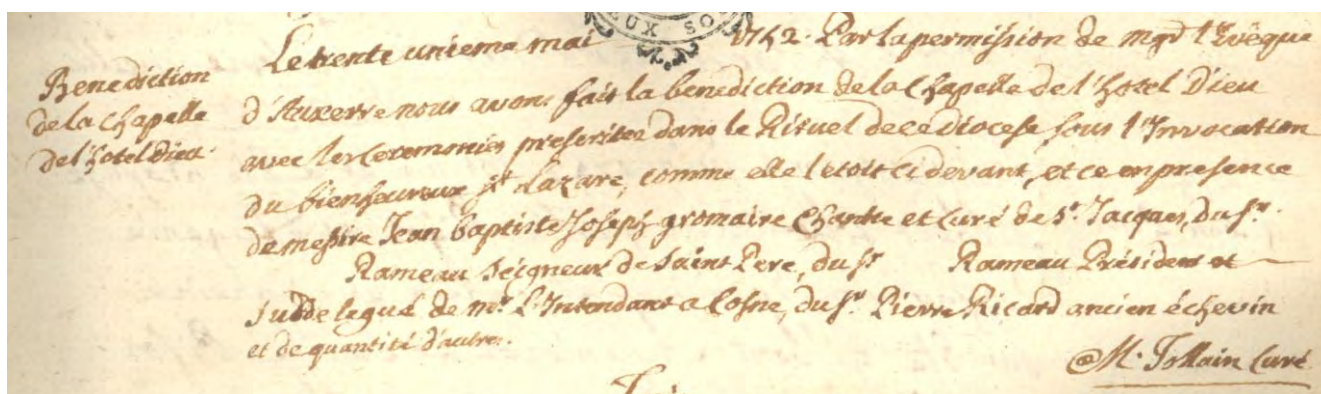 Benediction
de la Chapelle
de l'hotel Dieu.
Le trente unieme mai 1742. Par la permission de mgr l'Evêque
d'Auxerre nous avons fait la benediction de la Chapelle de l'hotel Dieu
avec les Ceremonies prescrites dans le Rituel de ce Diocese sous l'Invocation
du bienheureux st Lazare, comme elle l'etoit ci devant, et ce en presence
de messire Jean baptiste Joseph gromaire Chantre et Curé de St. Jacques, du sr.
Rameau Seigneur de Saint Pere, du sr Rameau Président et
subdelegué de mr. l'Intendant a Cosne, du sr. Pierre Ricard ancien échevin
et de quantité d'autres.
M. Tollain Curé